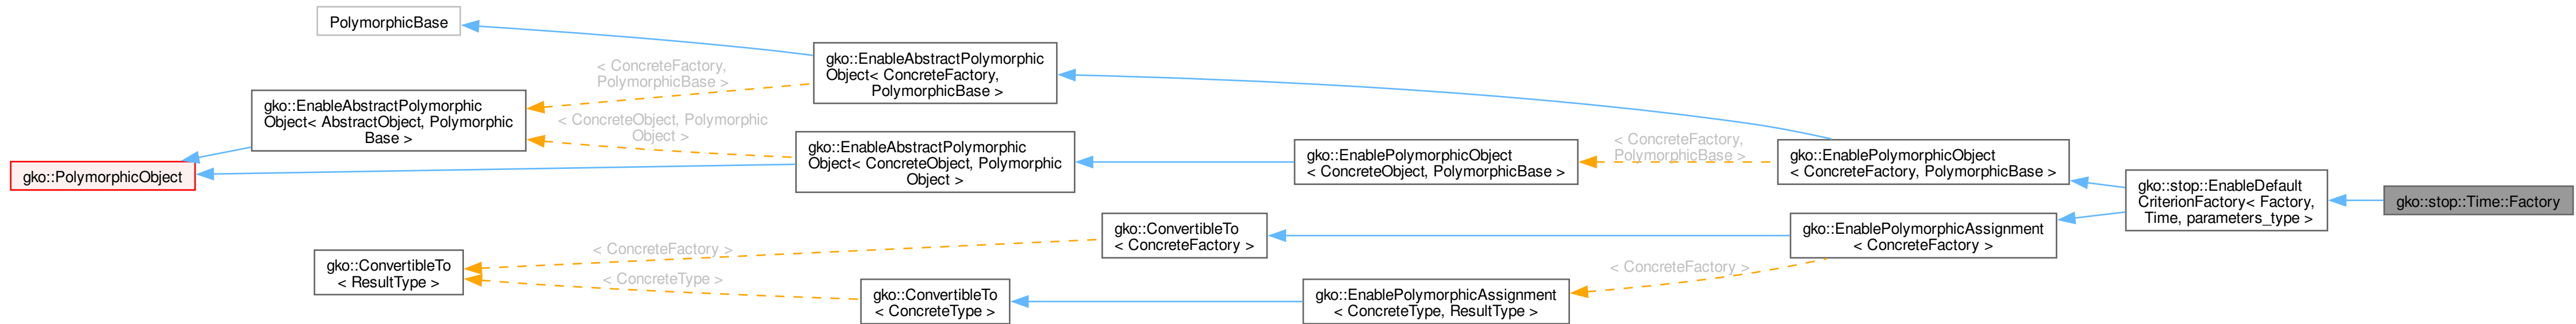 PolymorphicBase
gko::EnableAbstractPolymorphic
Object< ConcreteFactory,
PolymorphicBase >
< ConcreteFactory,
PolymorphicBase >
gko::EnableAbstractPolymorphic
Object< AbstractObject, Polymorphic
Base >
< ConcreteObject, Polymorphic
Object >
gko::EnableAbstractPolymorphic
Object< ConcreteObject, Polymorphic
Object >
gko::PolymorphicObject
gko::EnablePolymorphicObject
< ConcreteObject, PolymorphicBase >
< ConcreteFactory,
PolymorphicBase >
gko::EnablePolymorphicObject
< ConcreteFactory, PolymorphicBase >
gko::stop::EnableDefault
CriterionFactory< Factory,
Time, parameters_type >
gko::stop::Time::Factory
gko::ConvertibleTo
< ConcreteFactory >
gko::EnablePolymorphicAssignment
< ConcreteFactory >
< ConcreteFactory >
gko::ConvertibleTo
< ResultType >
< ConcreteType >
gko::ConvertibleTo
< ConcreteType >
gko::EnablePolymorphicAssignment
< ConcreteType, ResultType >
< ConcreteFactory >